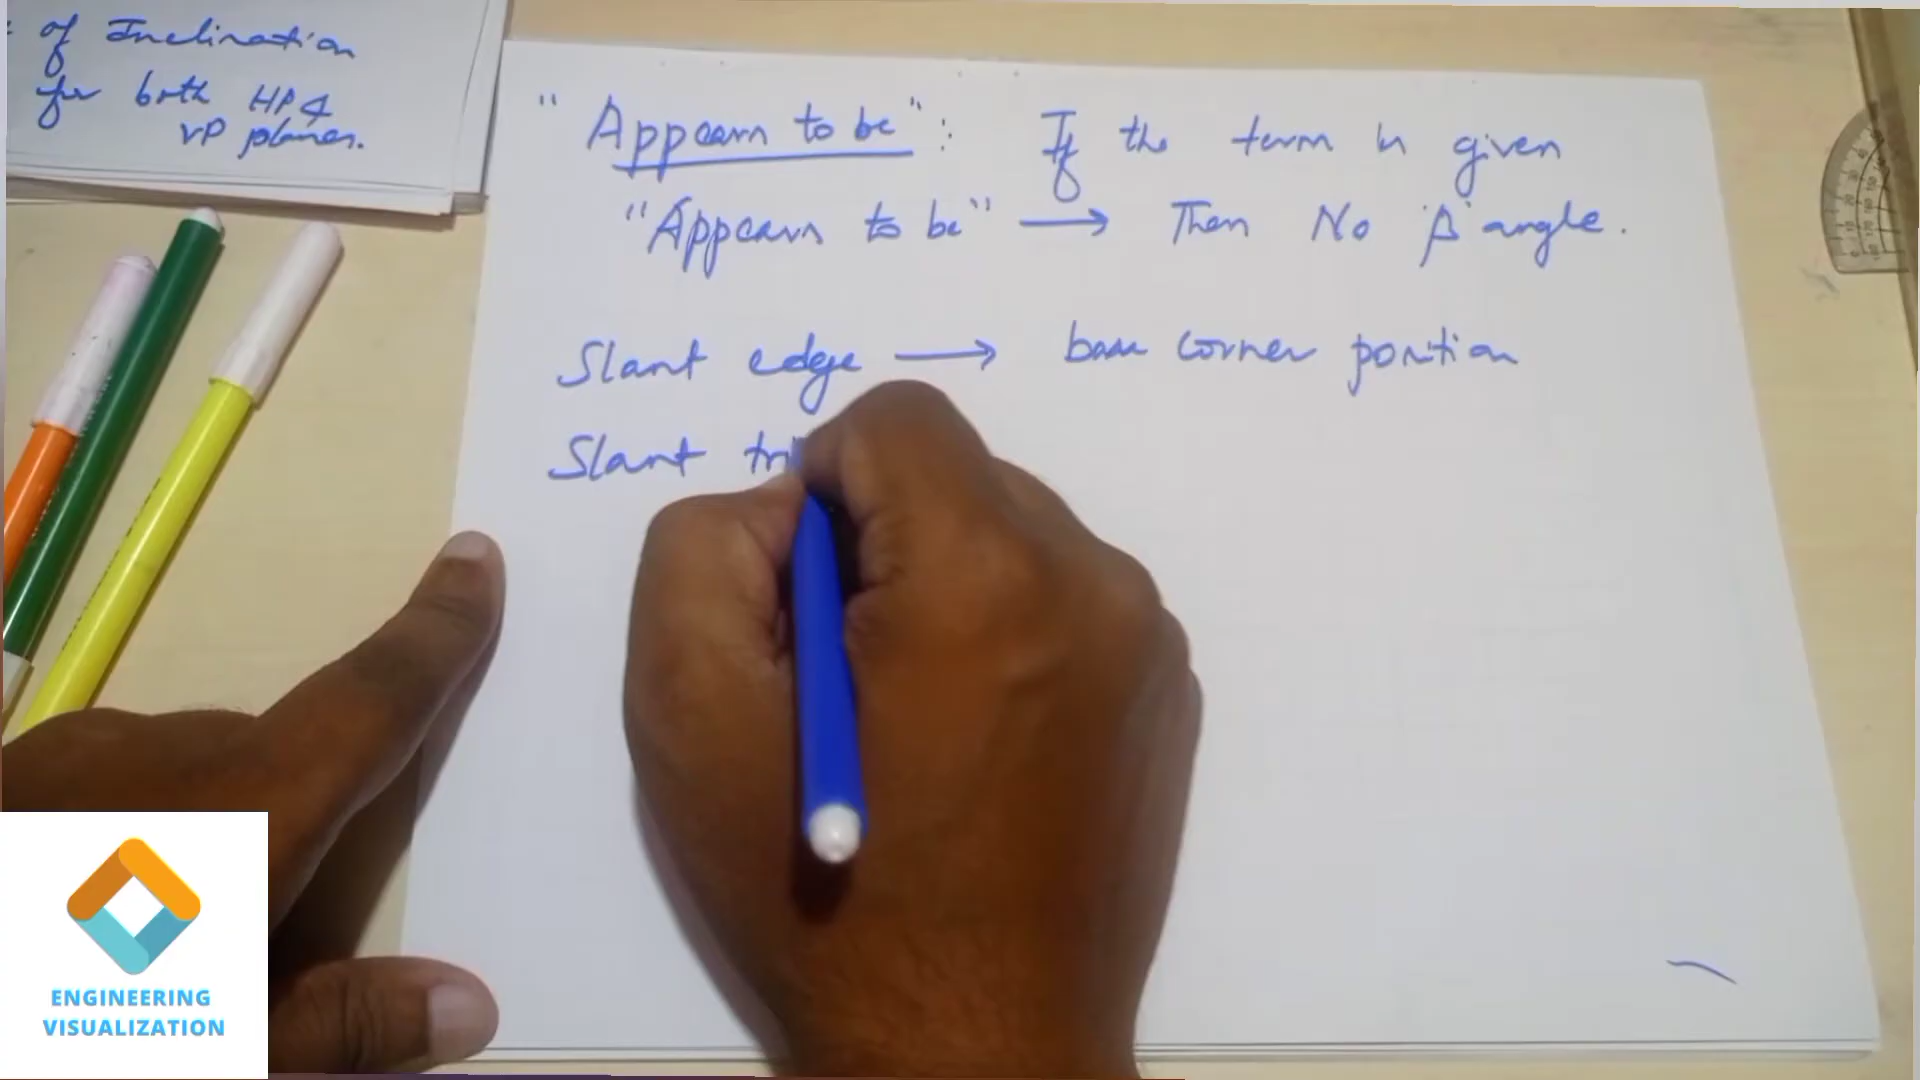 of Inclination
for both HP &
VP planes.
"Appears to be": If the term is given
"Appears to be" → Then No 'β' angle.
Slant edge → base corner position
Slant tri
ENGINEERING
VISUALIZATION